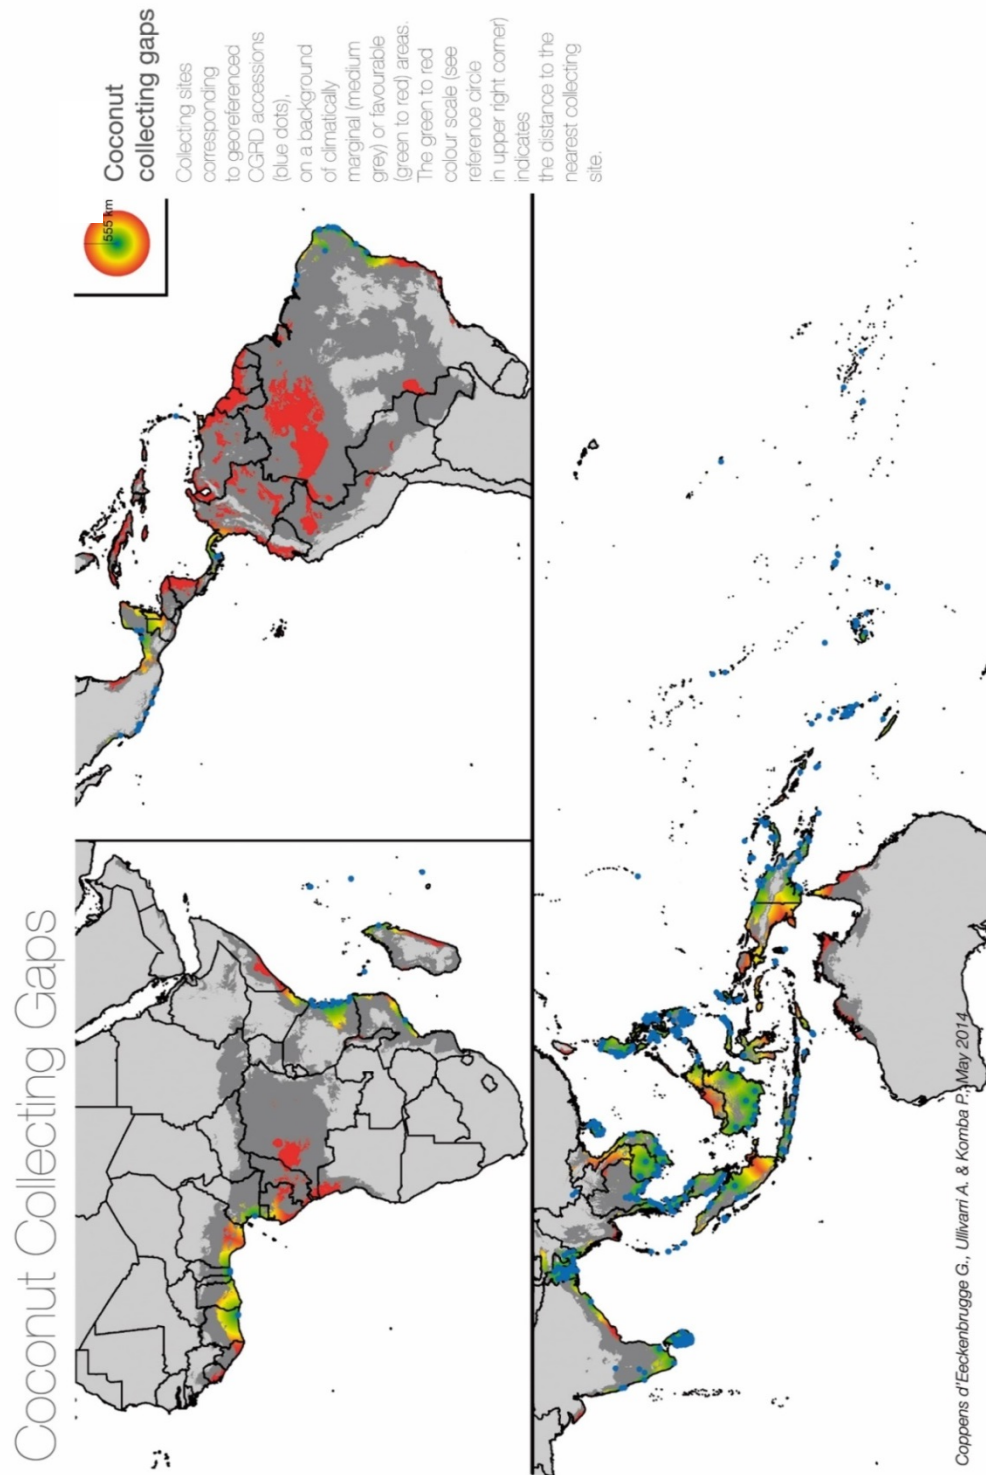 Coconut Collecting Gaps
555 km
Coconut
collecting gaps
Collecting sites
corresponding
to georeferenced
CGRD accessions
(blue dots),
on a background
of climatically
marginal (medium
grey) or favourable
(green to red) areas.
The green to red
colour scale (see
reference circle
in upper right corner)
indicates
the distance to the
nearest collecting
site.
Coppens d'Eeckenbrugge G., Ullivarri A. & Komba P., May 2014